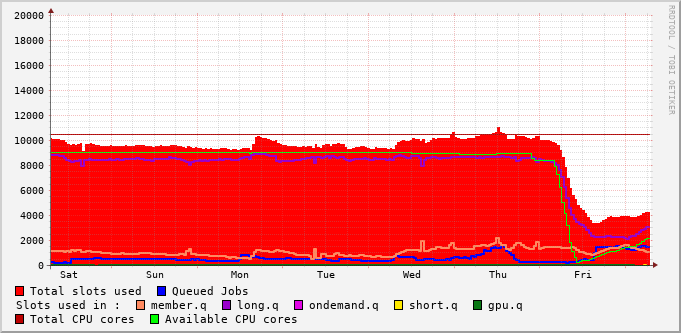 20000
18000
16000
14000
12000
10000
8000
6000
4000
2000
0
Sat Sun Mon Tue Wed Thu Fri
RRDTOOL / TOBI OETIKER
Total slots used Queued Jobs
Slots used in : member.q long.q ondemand.q short.q gpu.q
Total CPU cores Available CPU cores